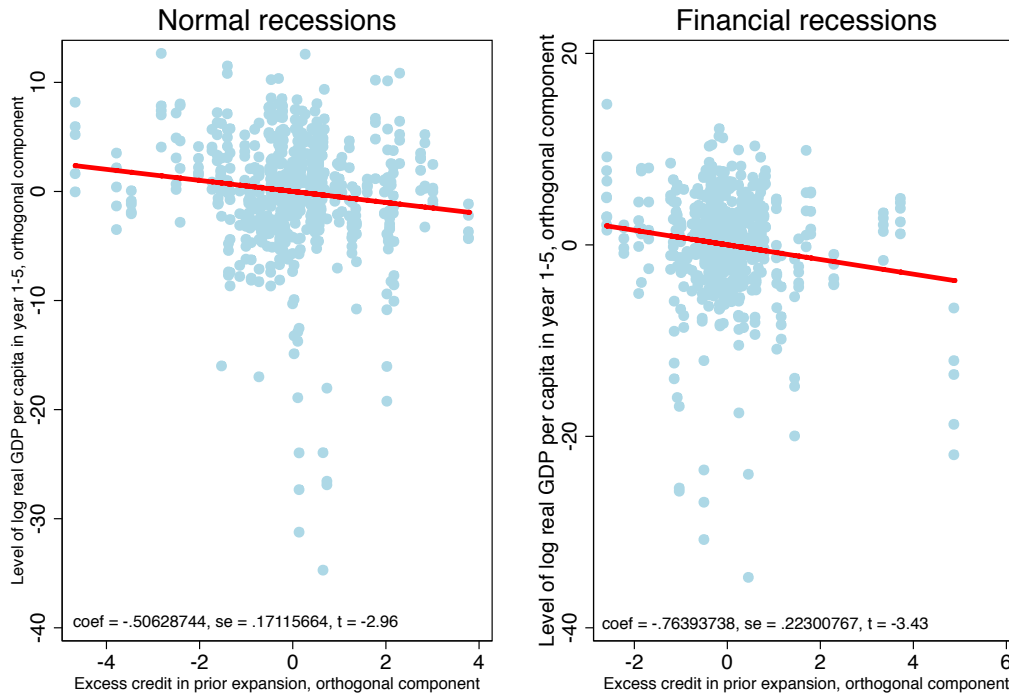 Normal recessions
Level of log real GDP per capita in year 1-5, orthogonal component
10
0
-10
-20
-30
-40
coef = -.50628744, se = .17115664, t = -2.96
-4
-2
0
2
4
Excess credit in prior expansion, orthogonal component
Financial recessions
Level of log real GDP per capita in year 1-5, orthogonal component
20
0
-20
-40
coef = -.76393738, se = .22300767, t = -3.43
-2
0
2
4
6
Excess credit in prior expansion, orthogonal component